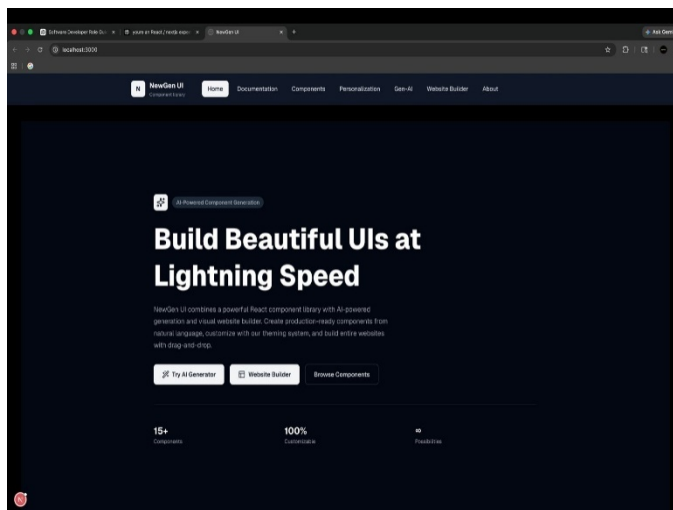 Software Developer Role
NewGen UI
Ask Gem
localhost:3000
N
NewGen UI
Component library
Home
Documentation
Components
Personalization
Gen-AI
Website Builder
About
AI-Powered Component Generation
Build Beautiful UIs at
Lightning Speed
NewGen UI combines a powerful React component library with AI-powered
generation and visual website builder. Create production-ready components from
natural language, customize with our theming system, and build entire websites
with drag-and-drop.
Try AI Generator
Website Builder
Browse Components
15+
100%
∞
Components
Customizable
Possibilities